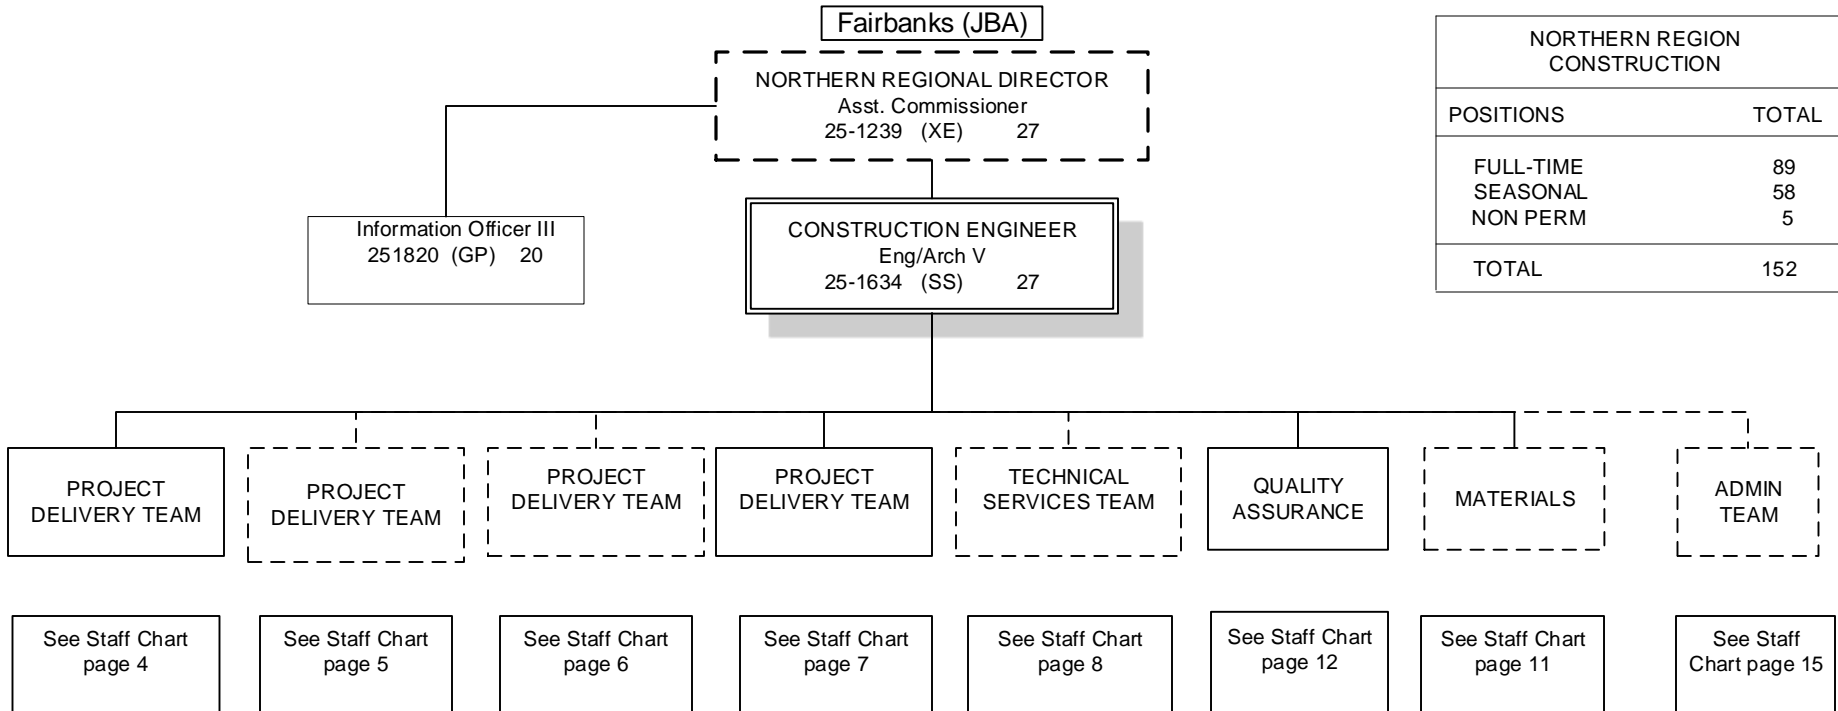 Fairbanks (JBA)
NORTHERN REGIONAL DIRECTOR
Asst. Commissioner
25-1239 (XE) 27
NORTHERN REGION
CONSTRUCTION
POSITIONS TOTAL
FULL-TIME 89
SEASONAL 58
NON PERM 5
TOTAL 152
Information Officer III
251820 (GP) 20
CONSTRUCTION ENGINEER
Eng/Arch V
25-1634 (SS) 27
PROJECT
DELIVERY TEAM
PROJECT
DELIVERY TEAM
PROJECT
DELIVERY TEAM
PROJECT
DELIVERY TEAM
TECHNICAL
SERVICES TEAM
QUALITY
ASSURANCE
MATERIALS
ADMIN
TEAM
See Staff Chart
page 4
See Staff Chart
page 5
See Staff Chart
page 6
See Staff Chart
page 7
See Staff Chart
page 8
See Staff Chart
page 12
See Staff Chart
page 11
See Staff
Chart page 15